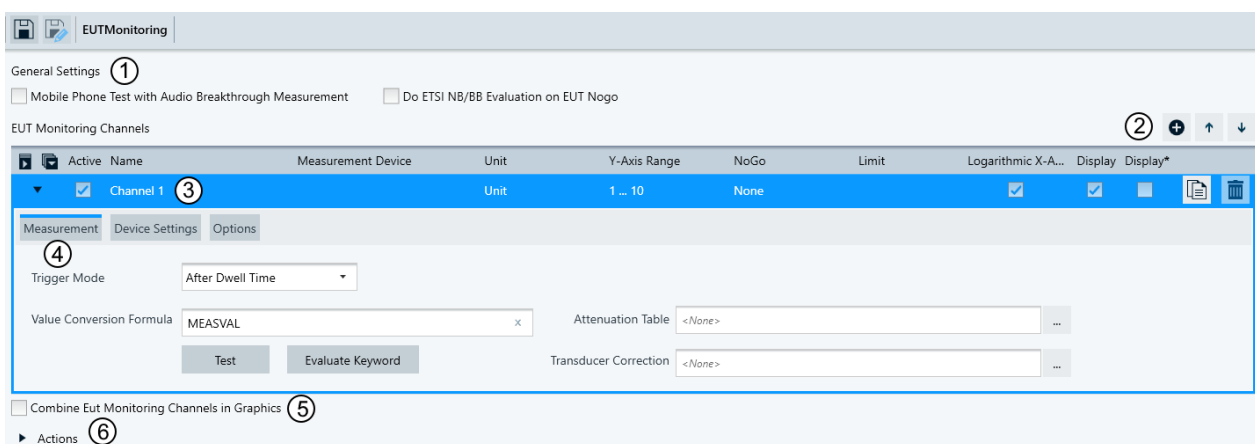 EUTMonitoring
General Settings 1
Mobile Phone Test with Audio Breakthrough Measurement Do ETSI NB/BB Evaluation on EUT Nogo
EUT Monitoring Channels 2
Active Name Measurement Device Unit Y-Axis Range NoGo Limit Logarithmic X-A... Display Display*
Channel 1 3 Unit 1 ... 10 None
Measurement Device Settings Options
4
Trigger Mode After Dwell Time
Value Conversion Formula MEASVAL x Attenuation Table <None> ...
Test Evaluate Keyword Transducer Correction <None> ...
Combine Eut Monitoring Channels in Graphics 5
Actions 6